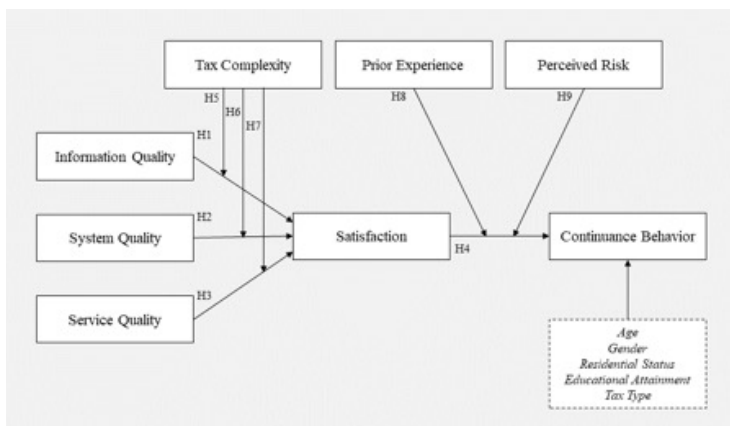 Tax Complexity
Prior Experience
Perceived Risk
H5
H6
H7
H8
H9
H1
Information Quality
H2
System Quality
Satisfaction
H4
Continuance Behavior
H3
Service Quality
Age
Gender
Residential Status
Educational Attainment
Tax Type